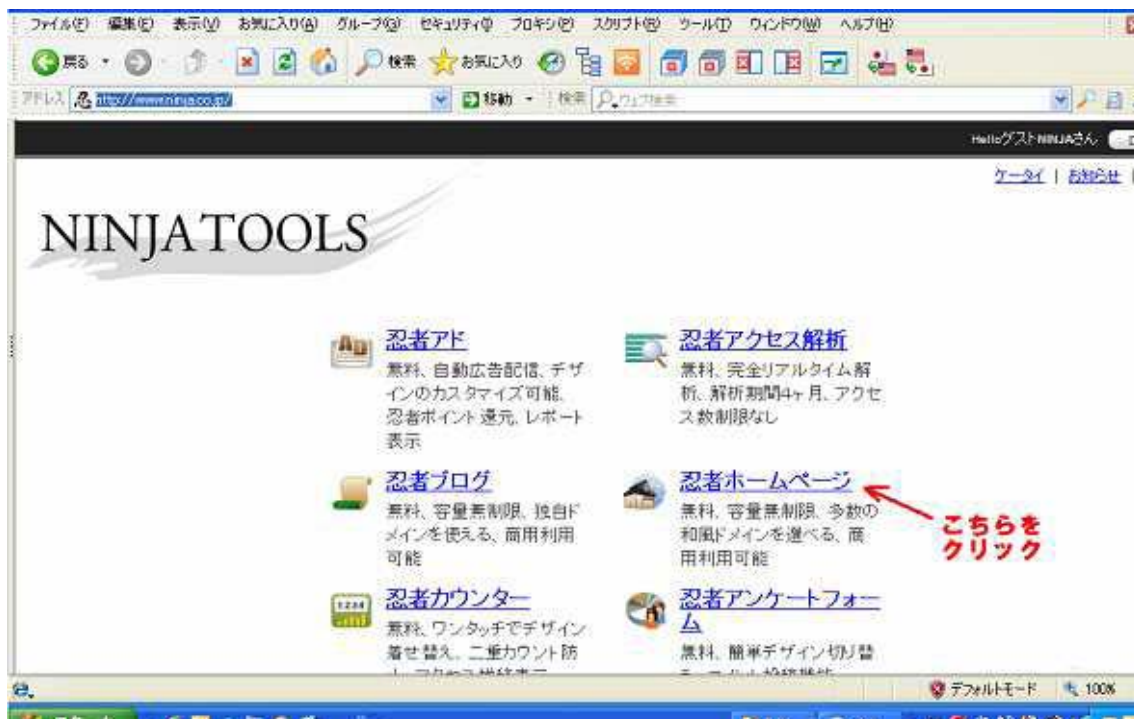 ファイル(F) 編集(E) 表示(V) お気に入り(A) グループ(G) セキュリティ(I) プロキシ(P) スクリプト(R) ツール(T) ウィンドウ(W) ヘルプ(H)
戻る 検索 お気に入り
アドレス http://www.ninja.co.jp/ 移動 検索 ウェブ検索
HelloゲストNINJAさん
ケータイ | お知らせ |
NINJATOOLS
忍者アド
無料、自動広告配信、デザ
インのカスタマイズ可能、
忍者ポイント還元、レポート
表示
忍者アクセス解析
無料、完全リアルタイム解
析、解析期間4ヶ月、アクセ
ス数制限なし
忍者ブログ
無料、容量無制限、独自ド
メインを使える、商用利用
可能
忍者ホームページ
無料、容量無制限、多数の
和風ドメインを選べる、商
用利用可能
こちらを
クリック
忍者カウンター
無料、ワンタッチでデザイン
着せ替え、二重カウント防
忍者アンケートフォー
ム
無料、簡単デザイン切り替
デフォルトモード 100%